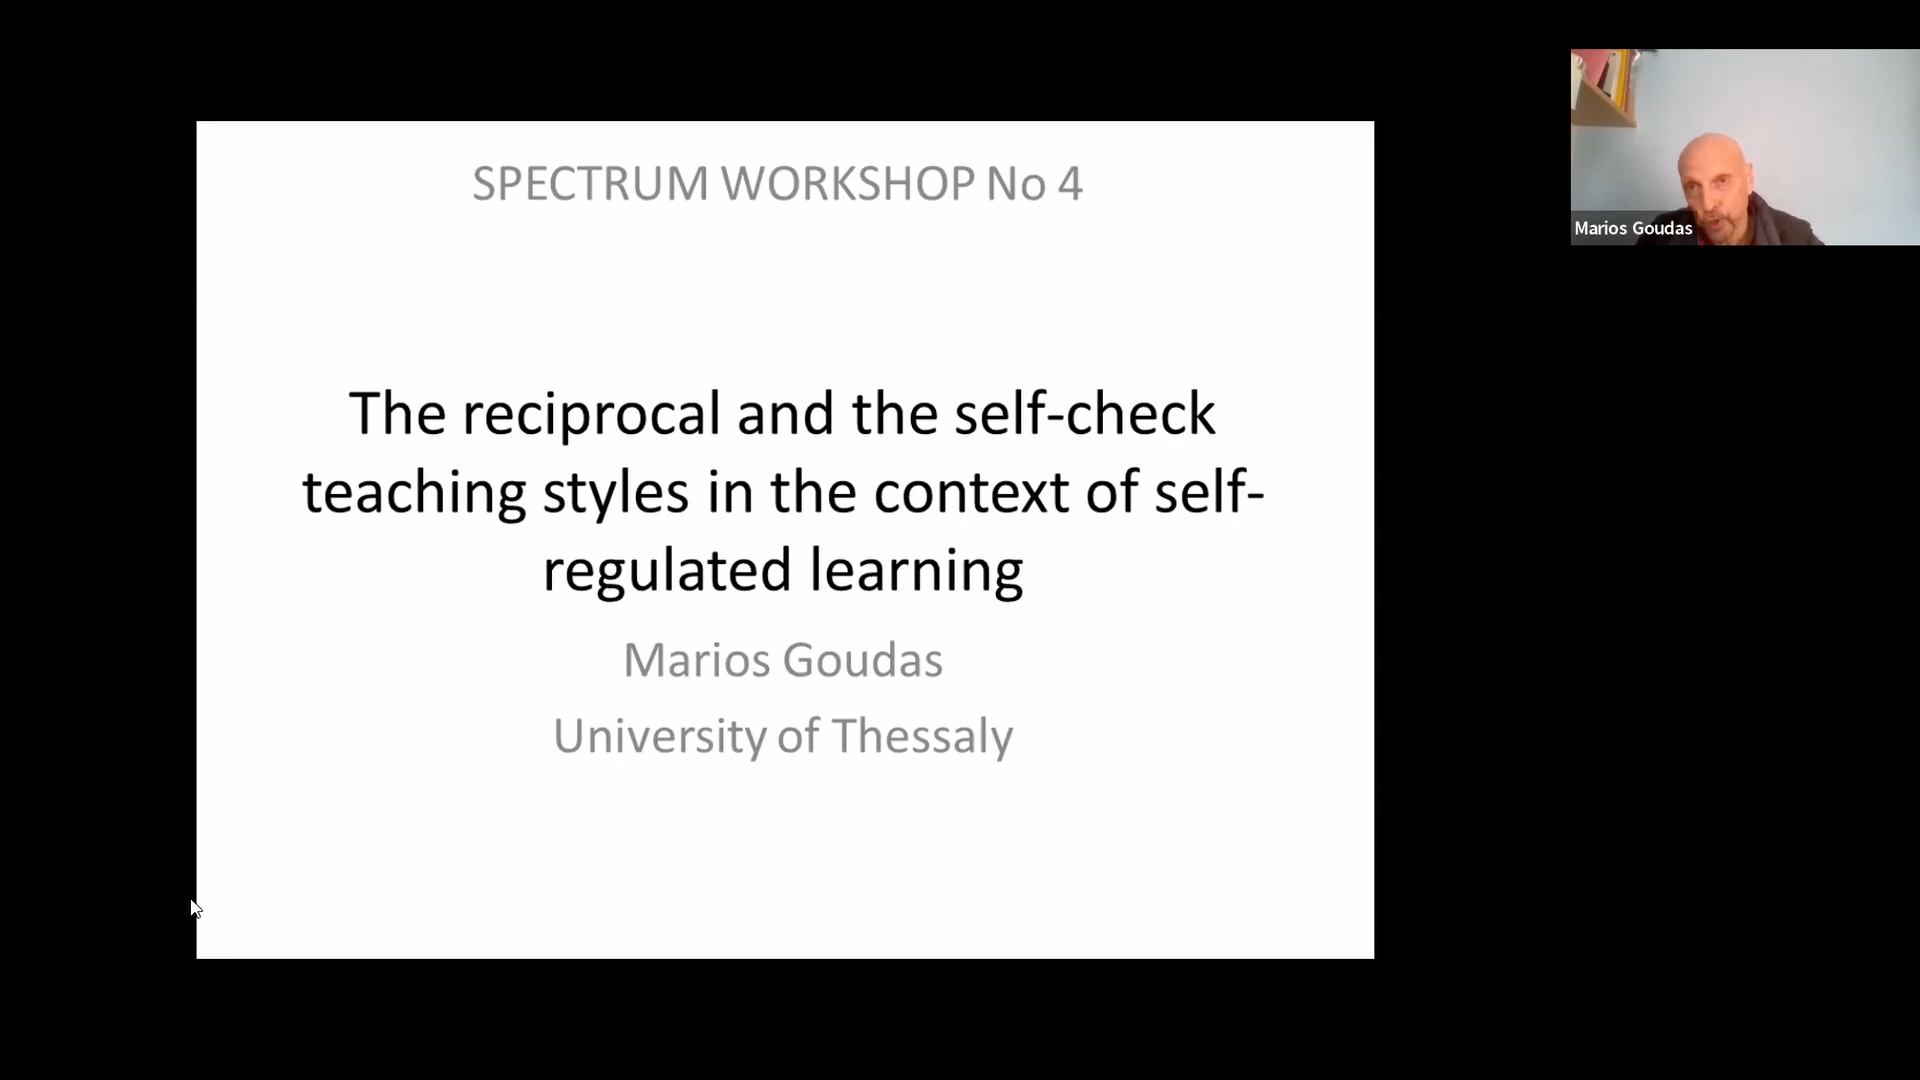 SPECTRUM WORKSHOP No 4
The reciprocal and the self-check
teaching styles in the context of self-
regulated learning
Marios Goudas
University of Thessaly
Marios Goudas